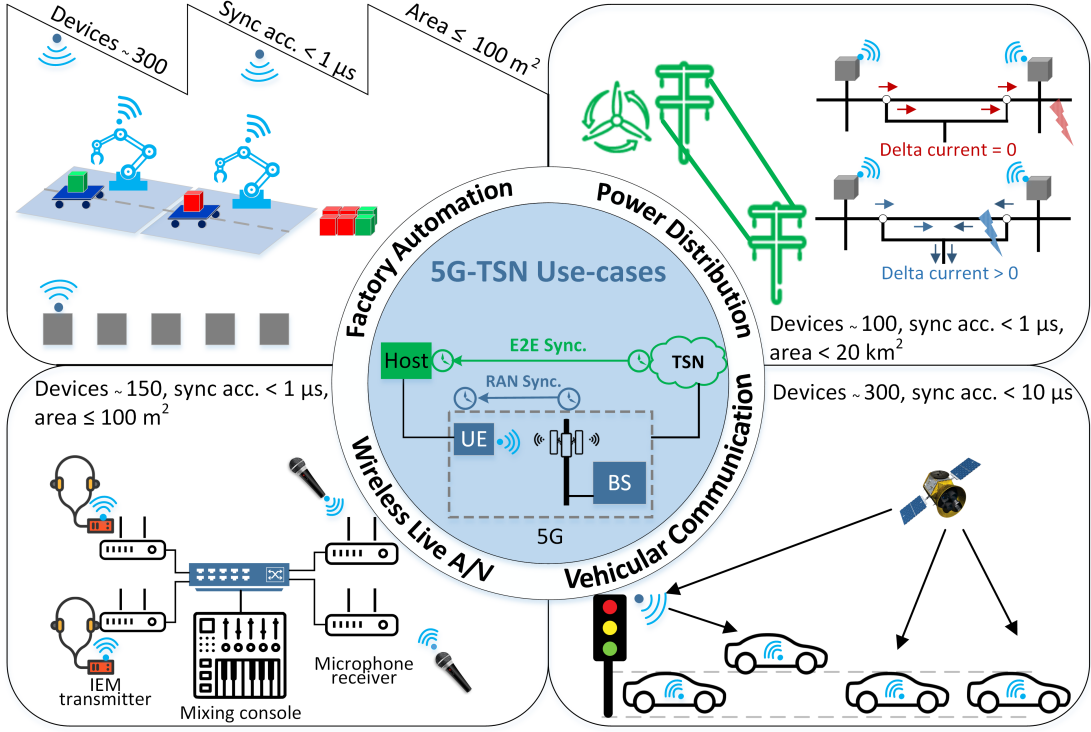 Devices ~ 300
Sync acc. < 1 µs
Area ≤ 100 m²
Factory Automation
Power Distribution
Delta current = 0
Delta current > 0
Devices ~ 100, sync acc. < 1 µs,
area < 20 km²
5G-TSN Use-cases
Host
E2E Sync.
TSN
RAN Sync.
UE
BS
5G
Wireless Live A/V
Vehicular Communication
Devices ~ 150, sync acc. < 1 µs,
area ≤ 100 m²
IEM
transmitter
Mixing console
Microphone
receiver
Devices ~ 300, sync acc. < 10 µs